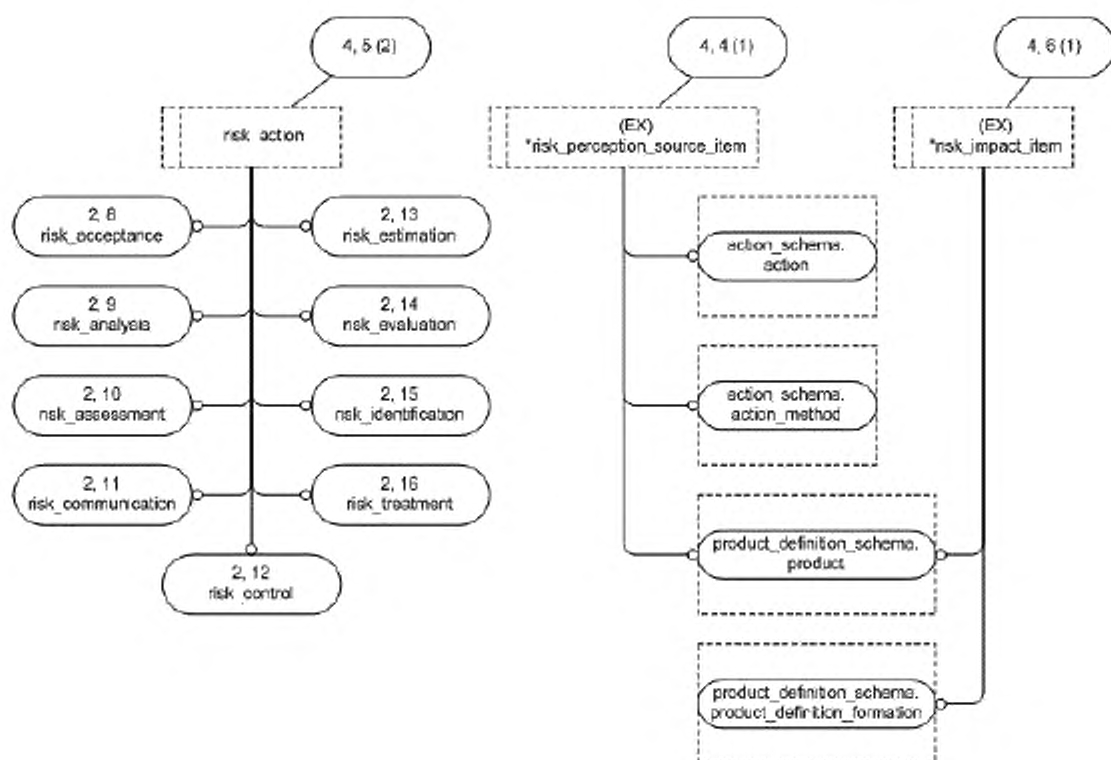 4, 5 (2)
4, 4 (1)
4, 6 (1)
risk_action
(EX)
*risk_perception_source_item
(EX)
*risk_impact_item
2, 8
risk_acceptance
2, 13
risk_estimation
action_schema.
action
2, 9
risk_analysis
2, 14
risk_evaluation
2, 10
risk_assessment
2, 15
risk_identification
action_schema.
action_method
2, 11
risk_communication
2, 16
risk_treatment
2, 12
risk_control
product_definition_schema.
product
product_definition_schema.
product_definition_formation